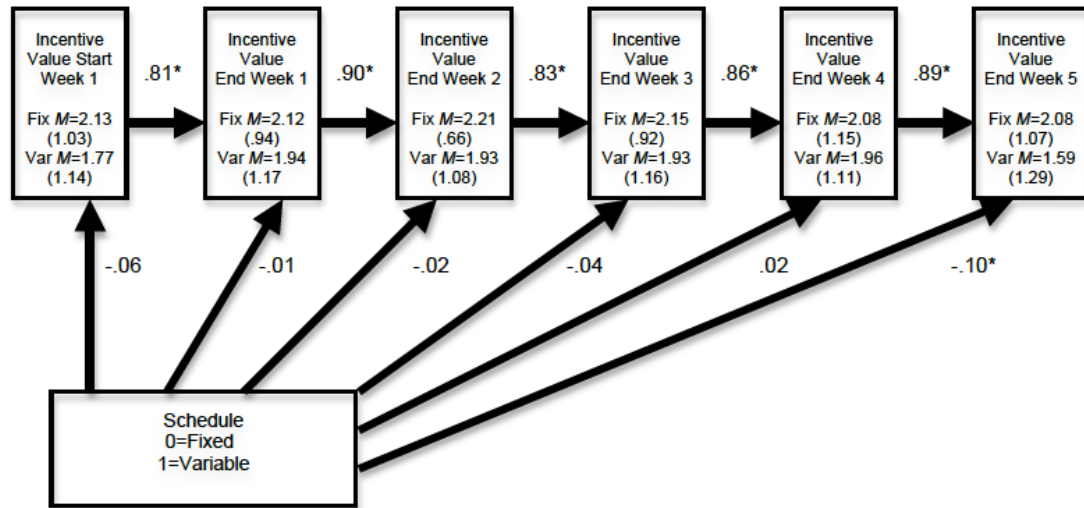 Incentive
Value Start
Week 1
Fix M=2.13
(1.03)
Var M=1.77
(1.14)
.81*
Incentive
Value
End Week 1
Fix M=2.12
(.94)
Var M=1.94
(1.17
.90*
Incentive
Value
End Week 2
Fix M=2.21
(.66)
Var M=1.93
(1.08)
.83*
Incentive
Value
End Week 3
Fix M=2.15
(.92)
Var M=1.93
(1.16)
.86*
Incentive
Value
End Week 4
Fix M=2.08
(1.15)
Var M=1.96
(1.11)
.89*
Incentive
Value
End Week 5
Fix M=2.08
(1.07)
Var M=1.59
(1.29)
-.06
-.01
-.02
-.04
.02
-.10*
Schedule
0=Fixed
1=Variable